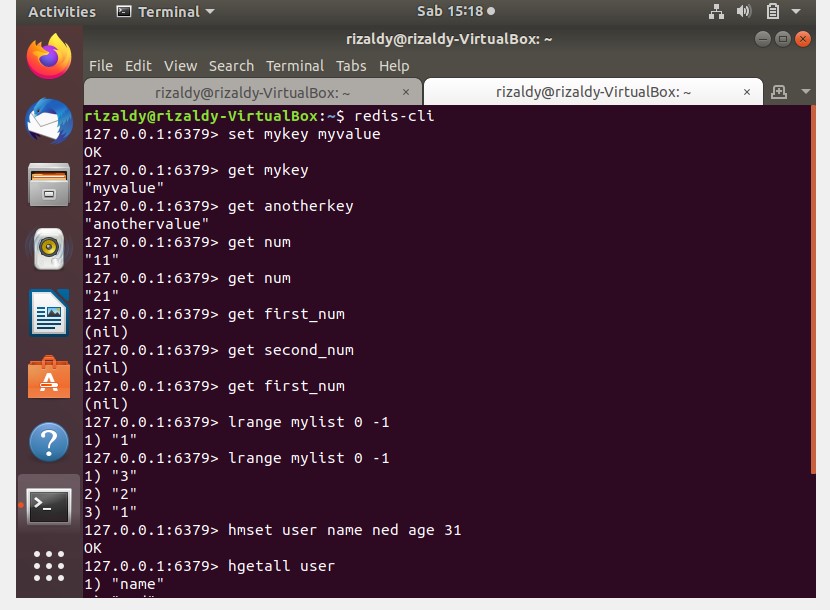 Activities Terminal Sab 15:18
rizaldy@rizaldy-VirtualBox: ~
File Edit View Search Terminal Tabs Help
rizaldy@rizaldy-VirtualBox: ~ × rizaldy@rizaldy-VirtualBox: ~ ×
rizaldy@rizaldy-VirtualBox:~$ redis-cli
127.0.0.1:6379> set mykey myvalue
OK
127.0.0.1:6379> get mykey
"myvalue"
127.0.0.1:6379> get anotherkey
"anothervalue"
127.0.0.1:6379> get num
"11"
127.0.0.1:6379> get num
"21"
127.0.0.1:6379> get first_num
(nil)
127.0.0.1:6379> get second_num
(nil)
127.0.0.1:6379> get first_num
(nil)
127.0.0.1:6379> lrange mylist 0 -1
1) "1"
127.0.0.1:6379> lrange mylist 0 -1
1) "3"
2) "2"
3) "1"
127.0.0.1:6379> hmset user name ned age 31
OK
127.0.0.1:6379> hgetall user
1) "name"